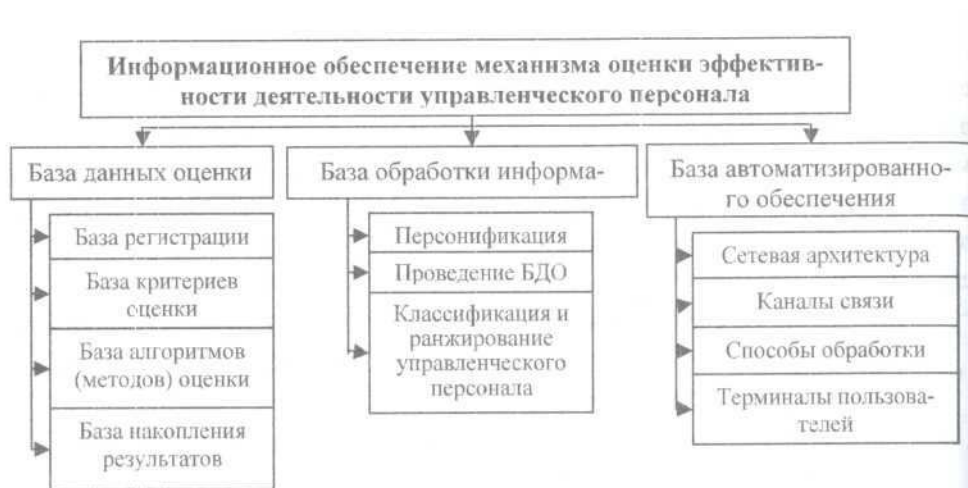 Информационное обеспечение механизма оценки эффектив-
ности деятельности управленческого персонала
База данных оценки
База регистрации
База критериев
оценки
База алгоритмов
(методов) оценки
База накопления
результатов
База обработки информа-
Персонификация
Проведение БДО
Классификация и
ранжирование
управленческого
персонала
База автоматизированно-
го обеспечения
Сетевая архитектура
Каналы связи
Способы обработки
Терминалы пользова-
телей